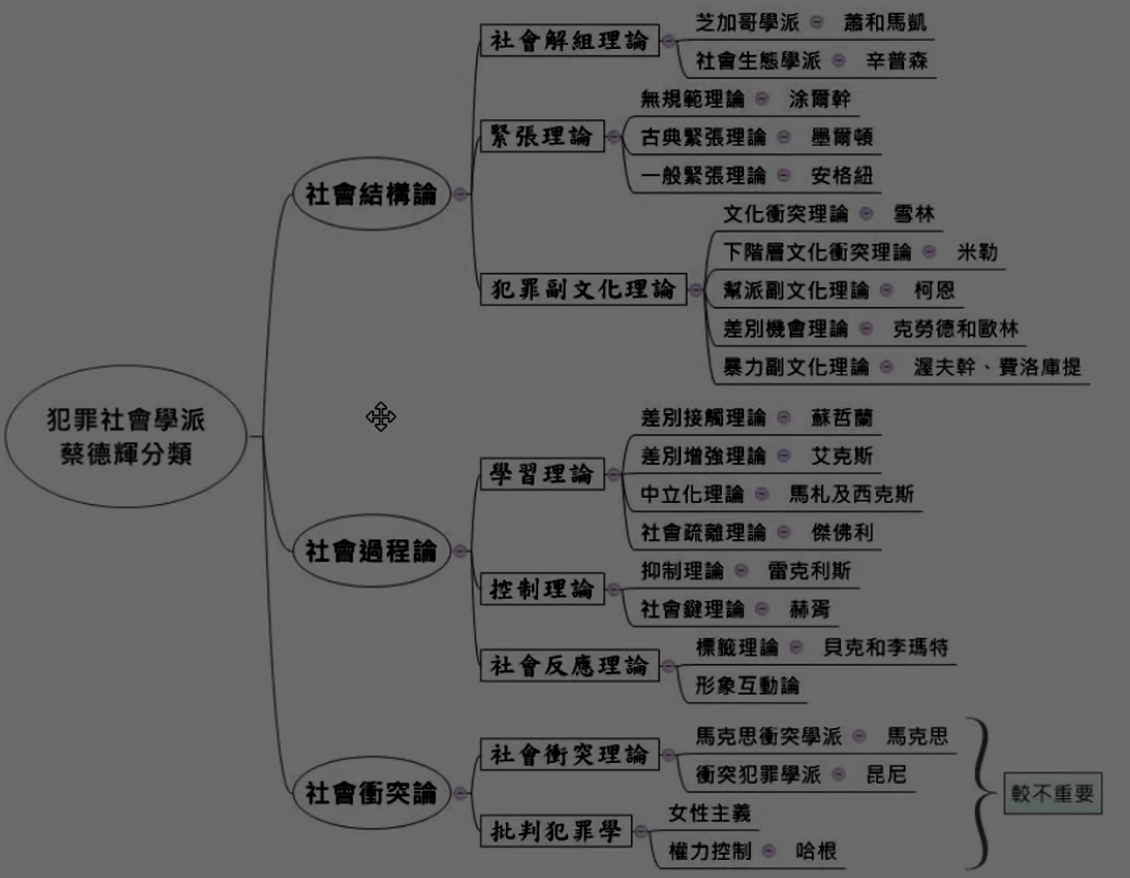 犯罪社會學派
蔡德輝分類
社會結構論
社會解組理論
芝加哥學派 蕭和馬凱
社會生態學派 辛普森
緊張理論
無規範理論 涂爾幹
古典緊張理論 墨爾頓
一般緊張理論 安格紐
犯罪副文化理論
文化衝突理論 雪林
下階層文化衝突理論 米勒
幫派副文化理論 柯恩
差別機會理論 克勞德和歐林
暴力副文化理論 渥夫幹、費洛庫提
社會過程論
學習理論
差別接觸理論 蘇哲蘭
差別增強理論 艾克斯
中立化理論 馬札及西克斯
社會疏離理論 傑佛利
控制理論
抑制理論 雷克利斯
社會鍵理論 赫胥
社會反應理論
標籤理論 貝克和李瑪特
形象互動論
社會衝突論
社會衝突理論
馬克思衝突學派 馬克思
衝突犯罪學派 昆尼
批判犯罪學
女性主義
權力控制 哈根
較不重要